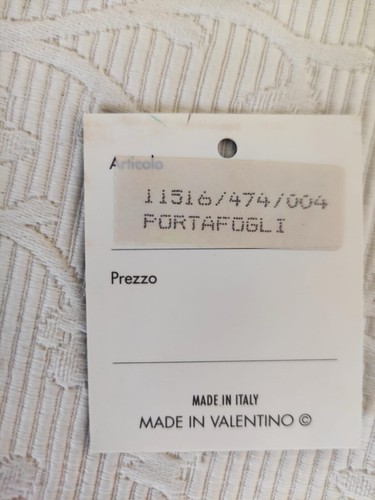 Articolo
11516/474/004
PORTAFOGLI
Prezzo
MADE IN ITALY
MADE IN VALENTINO ©